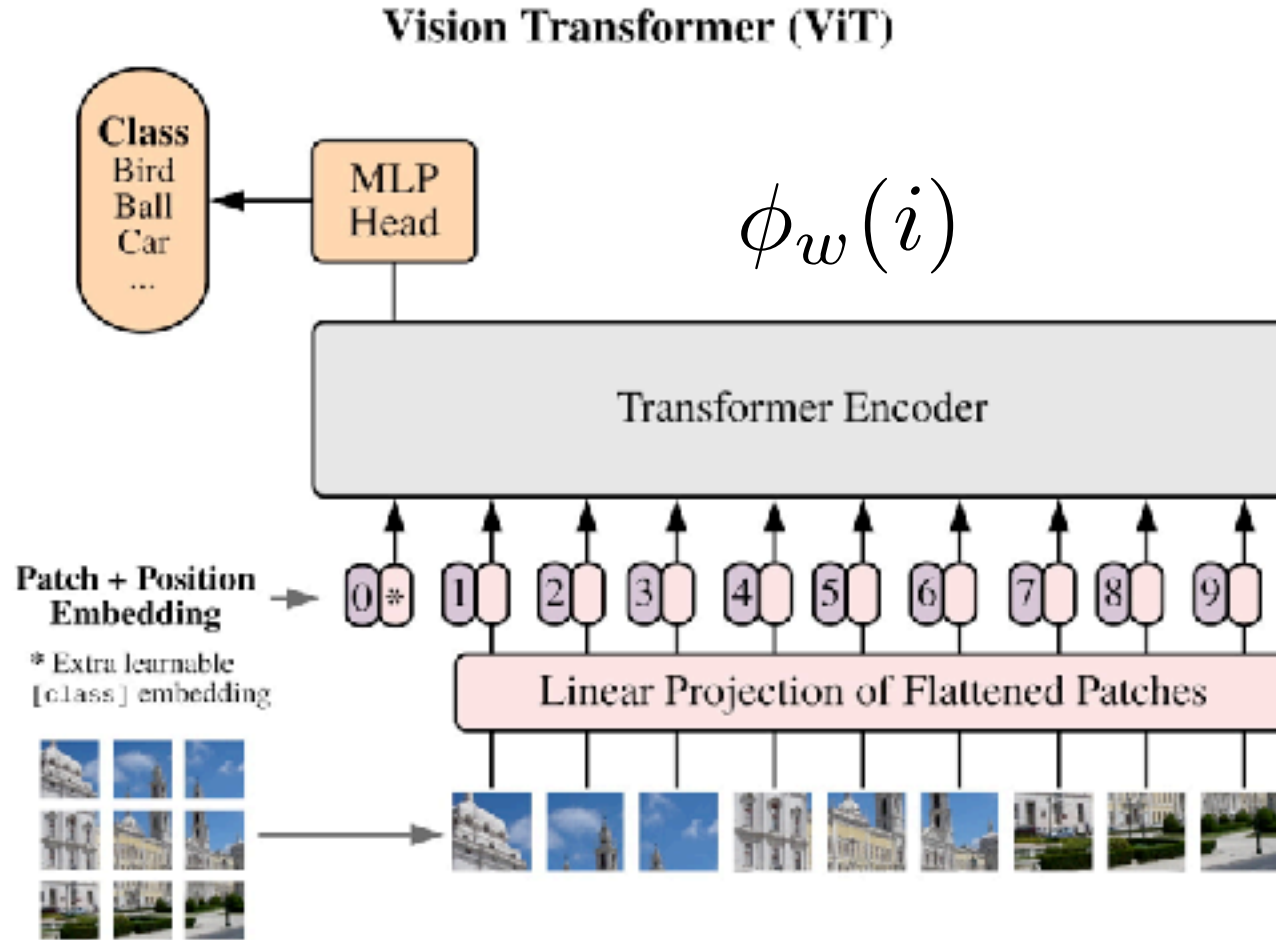 Vision Transformer (ViT)
Class
Bird
Ball
Car
...
MLP
Head
ϕ_w(i)
Transformer Encoder
Patch + Position
Embedding
0 * 1 2 3 4 5 6 7 8 9
* Extra learnable
[class] embedding
Linear Projection of Flattened Patches